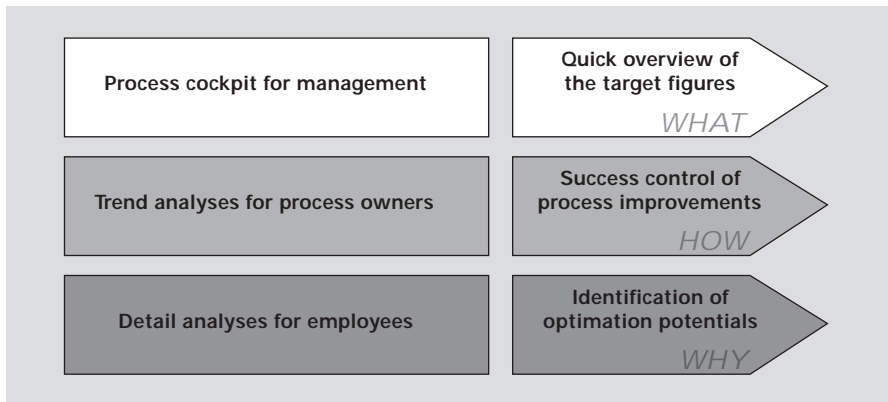 Process cockpit for management
Quick overview of
the target figures
WHAT
Trend analyses for process owners
Success control of
process improvements
HOW
Detail analyses for employees
Identification of
optimation potentials
WHY